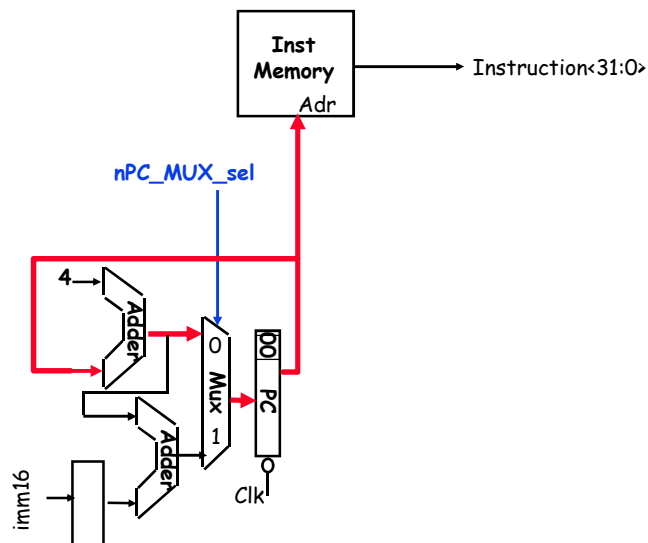 Inst
Memory
Adr
Instruction<31:0>
nPC_MUX_sel
4
Adder
0
Mux
1
00
PC
Adder
imm16
Clk